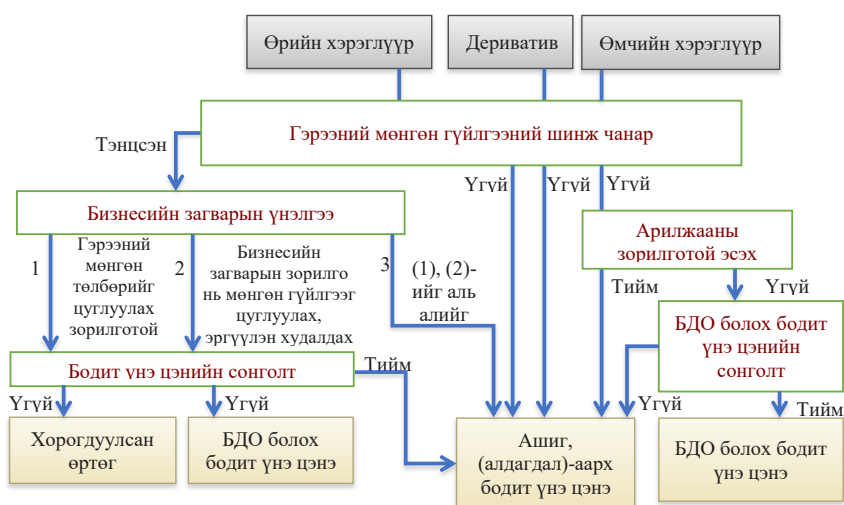 Өрийн хэрэглүүр
Дериватив
Өмчийн хэрэглүүр
Гэрээний мөнгөн гүйлгээний шинж чанар
Тэнцсэн
Үгүй
Үгүй
Үгүй
Бизнесийн загварын үнэлгээ
Арилжааны
зорилготой эсэх
1
Гэрээний
мөнгөн
төлбөрийг
цуглуулах
зорилготой
2
Бизнесийн
загварын зорилго
нь мөнгөн гүйлгээг
цуглуулах,
эргүүлэн худалдах
3
(1), (2)-
ийг аль
алийг
Тийм
Үгүй
БДО болох бодит
үнэ цэнийн
сонголт
Бодит үнэ цэнийн сонголт
Тийм
Үгүй
Үгүй
Үгүй
Тийм
Хорогдуулсан
өртөг
БДО болох
бодит үнэ цэнэ
Ашиг,
(алдагдал)-аарх
бодит үнэ цэнэ
БДО болох бодит
үнэ цэнэ